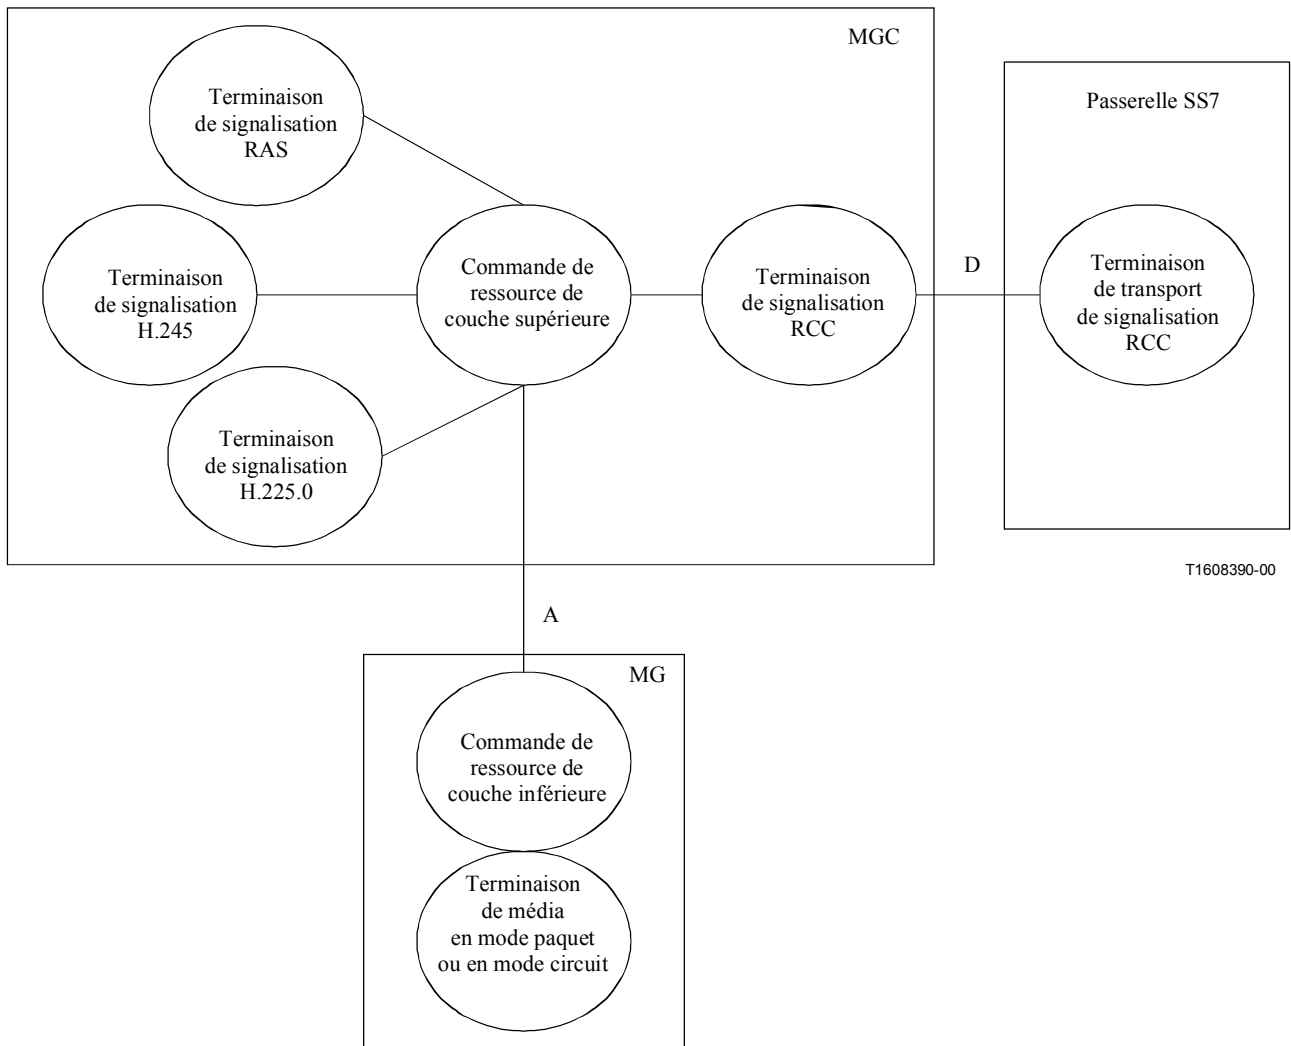 MGC
Terminaison
de signalisation
RAS
Passerelle SS7
Terminaison
de signalisation
H.245
Commande de
ressource de
couche supérieure
Terminaison
de signalisation
RCC
D
Terminaison
de transport
de signalisation
RCC
Terminaison
de signalisation
H.225.0
T1608390-00
A
MG
Commande de
ressource de
couche inférieure
Terminaison
de média
en mode paquet
ou en mode circuit